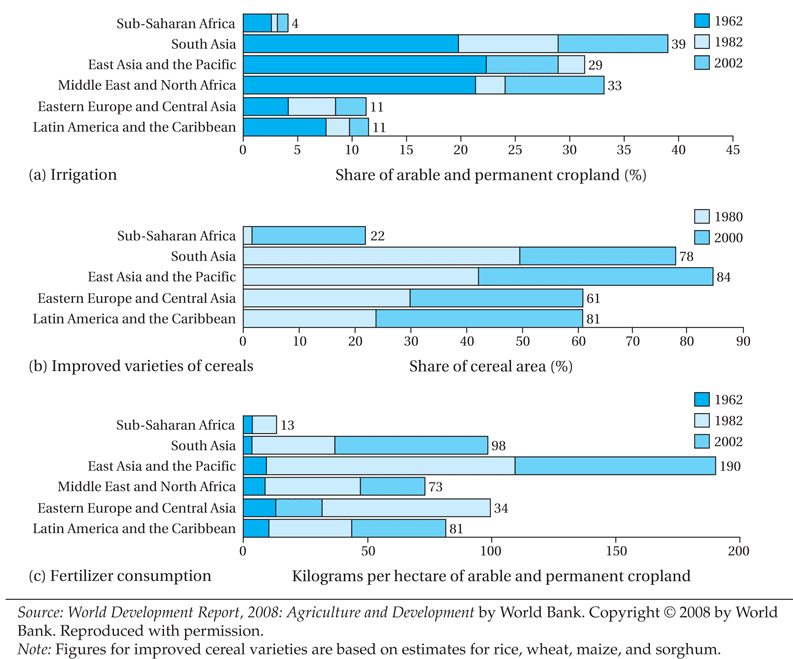 1962
1982
2002
Sub-Saharan Africa 4
South Asia 39
East Asia and the Pacific 29
Middle East and North Africa 33
Eastern Europe and Central Asia 11
Latin America and the Caribbean 11
0 5 10 15 20 25 30 35 40 45
(a) Irrigation Share of arable and permanent cropland (%)
1980
2000
Sub-Saharan Africa 22
South Asia 78
East Asia and the Pacific 84
Eastern Europe and Central Asia 61
Latin America and the Caribbean 81
0 10 20 30 40 50 60 70 80 90
(b) Improved varieties of cereals Share of cereal area (%)
1962
1982
2002
Sub-Saharan Africa 13
South Asia 98
East Asia and the Pacific 190
Middle East and North Africa 73
Eastern Europe and Central Asia 34
Latin America and the Caribbean 81
0 50 100 150 200
(c) Fertilizer consumption Kilograms per hectare of arable and permanent cropland
Source: World Development Report, 2008: Agriculture and Development by World Bank. Copyright © 2008 by World
Bank. Reproduced with permission.
Note: Figures for improved cereal varieties are based on estimates for rice, wheat, maize, and sorghum.